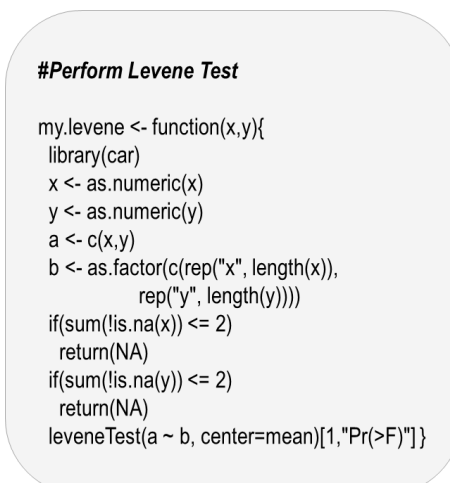 #Perform Levene Test
my.levene <- function(x,y){
library(car)
x <- as.numeric(x)
y <- as.numeric(y)
a <- c(x,y)
b <- as.factor(c(rep("x", length(x)),
rep("y", length(y))))
if(sum(!is.na(x)) <= 2)
return(NA)
if(sum(!is.na(y)) <= 2)
return(NA)
leveneTest(a ~ b, center=mean)[1,"Pr(>F)"] }